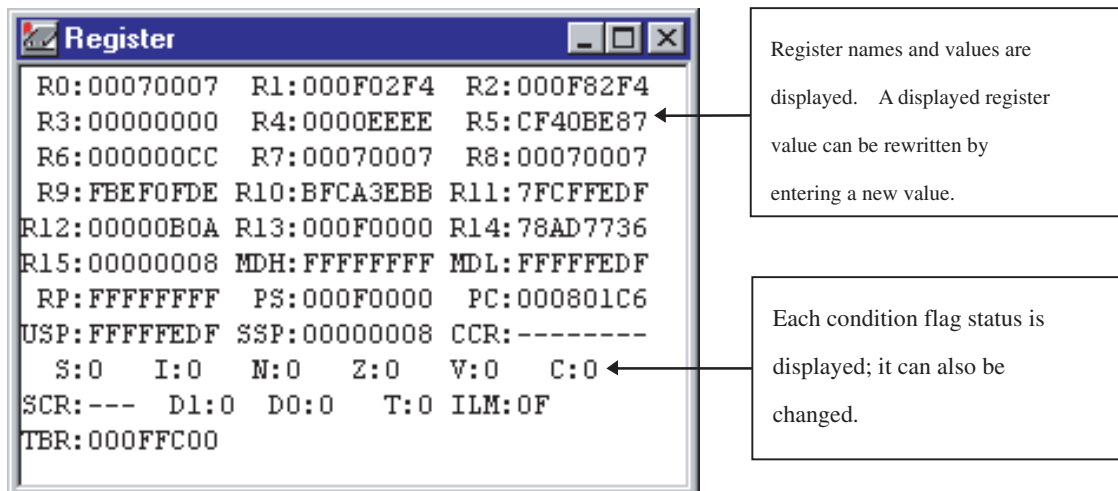 Register
R0:00070007 R1:000F02F4 R2:000F82F4
R3:00000000 R4:0000EEEE R5:CF40BE87
R6:000000CC R7:00070007 R8:00070007
R9:FBEF0FDE R10:BFCA3EBB R11:7FCFFEDF
R12:00000B0A R13:000F0000 R14:78AD7736
R15:00000008 MDH:FFFFFFFF MDL:FFFFFEDF
RP:FFFFFFFF PS:000F0000 PC:000801C6
USP:FFFFFEDF SSP:00000008 CCR:--------
S:0 I:0 N:0 Z:0 V:0 C:0
SCR:--- D1:0 D0:0 T:0 ILM:0F
TBR:000FFC00
Register names and values are
displayed. A displayed register
value can be rewritten by
entering a new value.
Each condition flag status is
displayed; it can also be
changed.